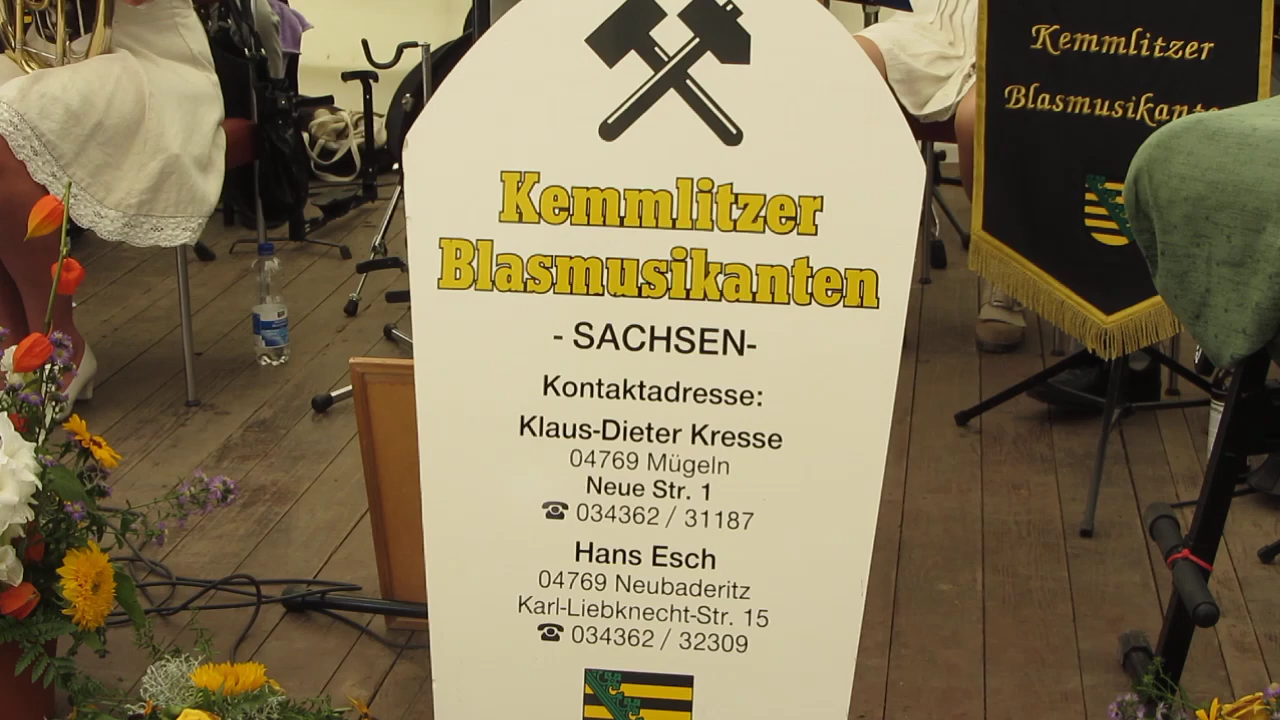 Kemmlitzer
Blasmusikanten
- SACHSEN-
Kontaktadresse:
Klaus-Dieter Kresse
04769 Mügeln
Neue Str. 1
☎ 034362 / 31187
Hans Esch
04769 Neubaderitz
Karl-Liebknecht-Str. 15
☎ 034362 / 32309
Kemmlitzer
Blasmusikanten